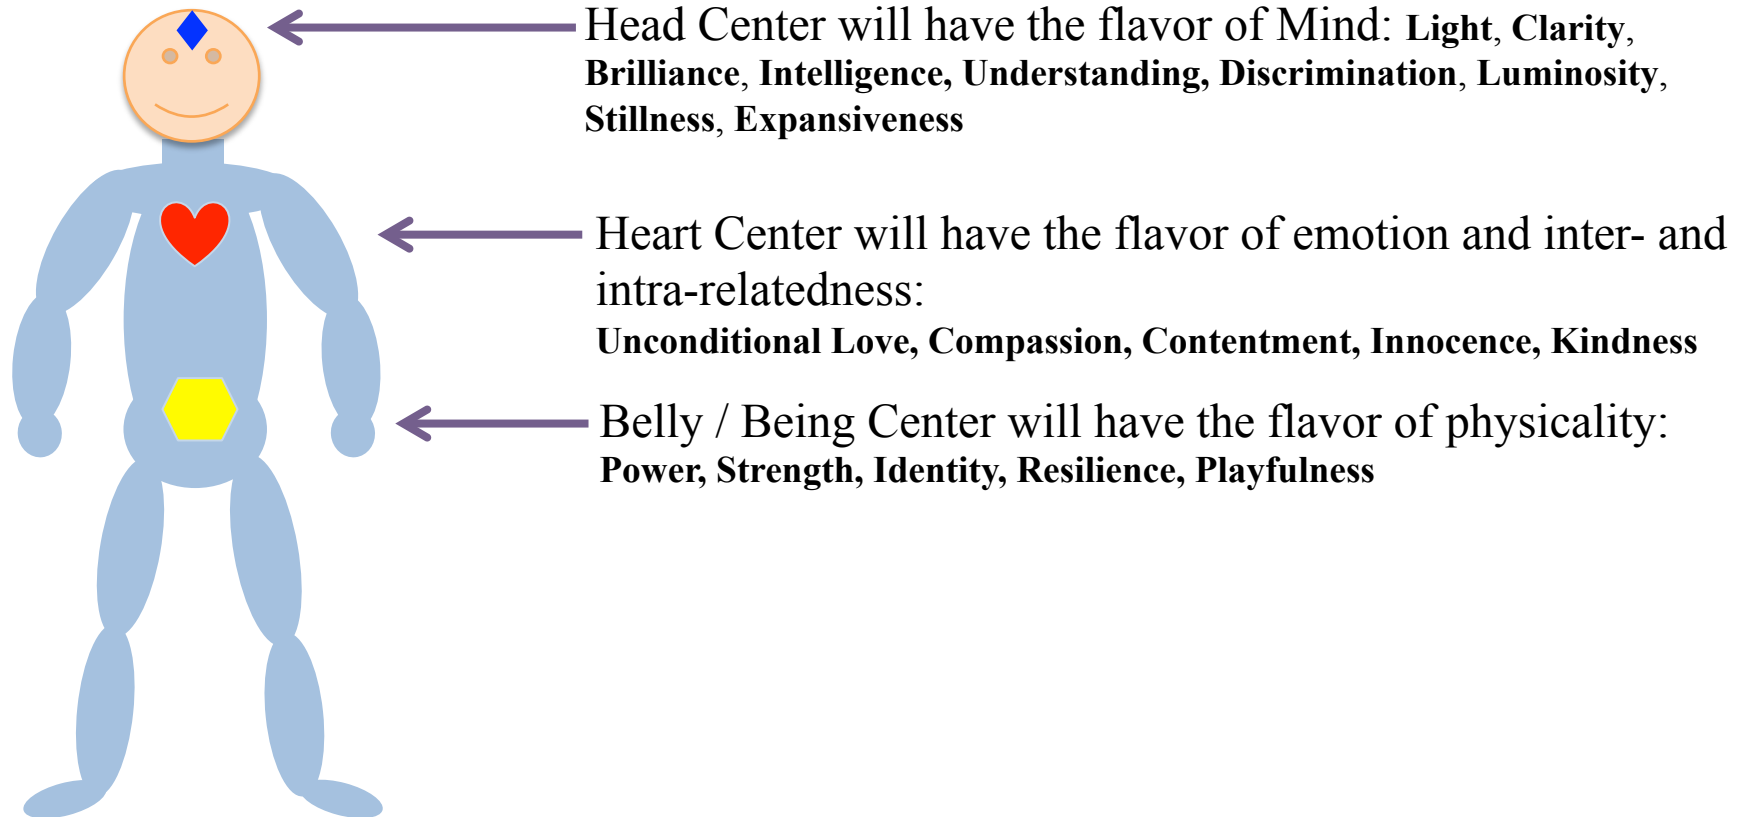 Head Center will have the flavor of Mind: Light, Clarity,
Brilliance, Intelligence, Understanding, Discrimination, Luminosity,
Stillness, Expansiveness
Heart Center will have the flavor of emotion and inter- and
intra-relatedness:
Unconditional Love, Compassion, Contentment, Innocence, Kindness
Belly / Being Center will have the flavor of physicality:
Power, Strength, Identity, Resilience, Playfulness